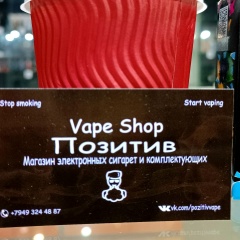 Stop smoking
Start vaping
Vape Shop
Позитив
Магазин электронных сигарет и комплектующих
+7949 324 48 87
vk.com/pozitivvape